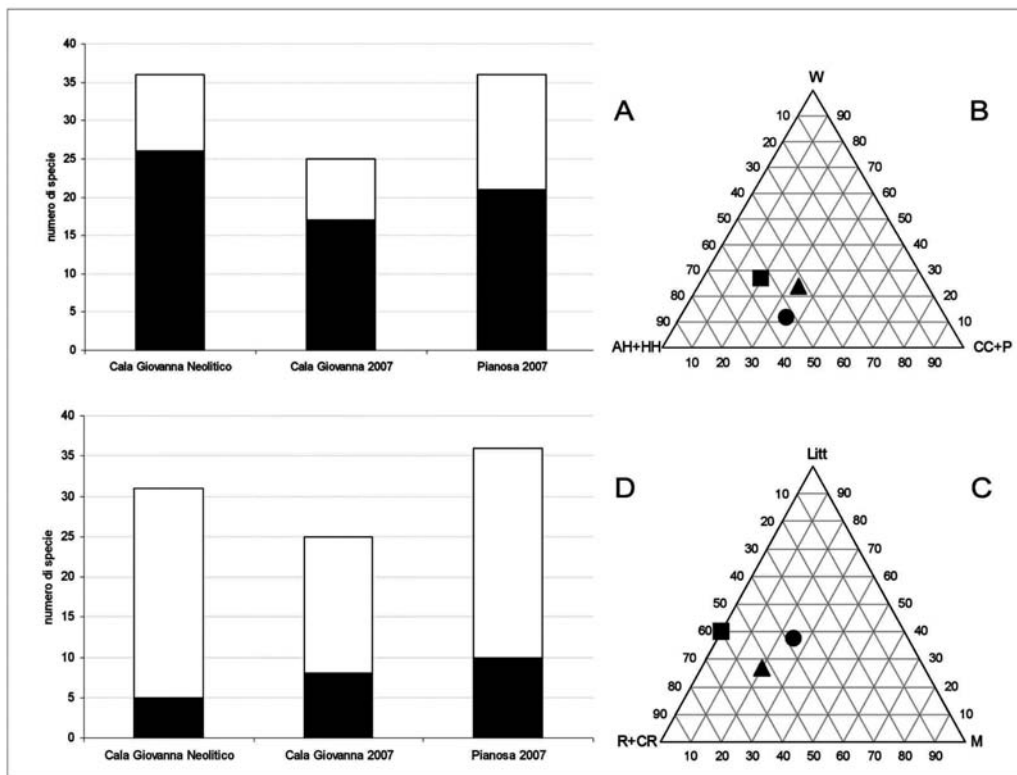 40
35
30
25
20
15
10
5
0
numero di specie
Cala Giovanna Neolitico
Cala Giovanna 2007
Pianosa 2007
A
W
B
10 90
20 80
30 70
40 60
50 50
60 40
70 30
80 20
90 10
AH+HH
CC+P
10 20 30 40 50 60 70 80 90
40
35
30
25
20
15
10
5
0
numero di specie
Cala Giovanna Neolitico
Cala Giovanna 2007
Pianosa 2007
D
Litt
C
10 90
20 80
30 70
40 60
50 50
60 40
70 30
80 20
90 10
R+CR
M
10 20 30 40 50 60 70 80 90